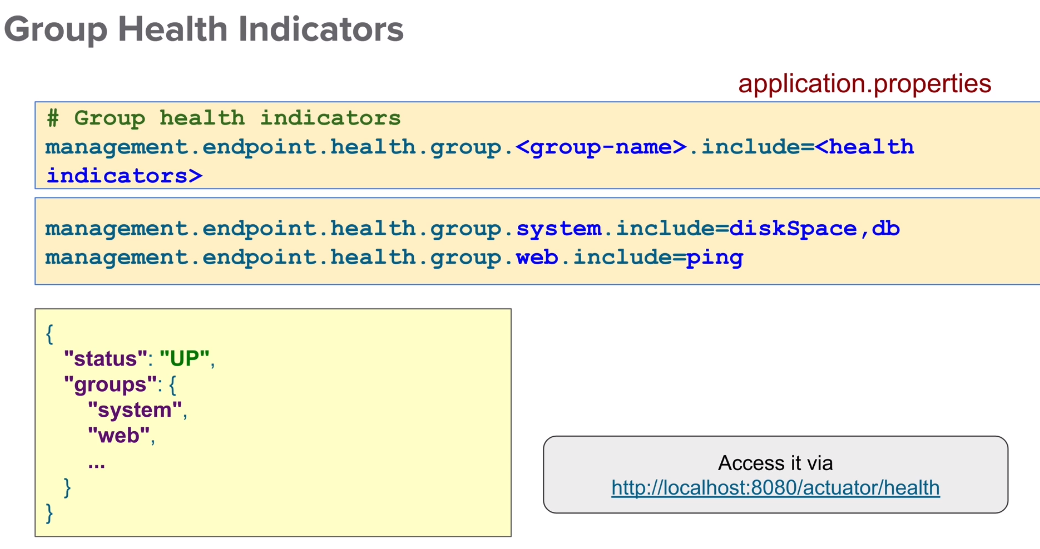 Group Health Indicators
application.properties
# Group health indicators
management.endpoint.health.group.<group-name>.include=<health
indicators>
management.endpoint.health.group.system.include=diskSpace,db
management.endpoint.health.group.web.include=ping
{
"status": "UP",
"groups": {
"system",
"web",
...
}
}
Access it via
http://localhost:8080/actuator/health